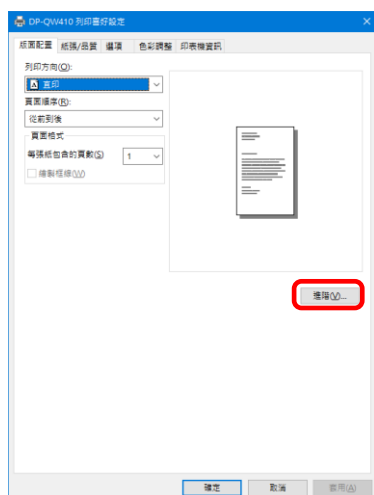 DP-QW410 列印喜好設定
版面配置 紙張/品質 選項 色彩調整 印表機資訊
列印方向(O):
A 直印
頁面順序(R):
從前到後
頁面格式
每張紙包含的頁數(S) 1
繪製框線(W)
進階(V)...
確定 取消 套用(A)